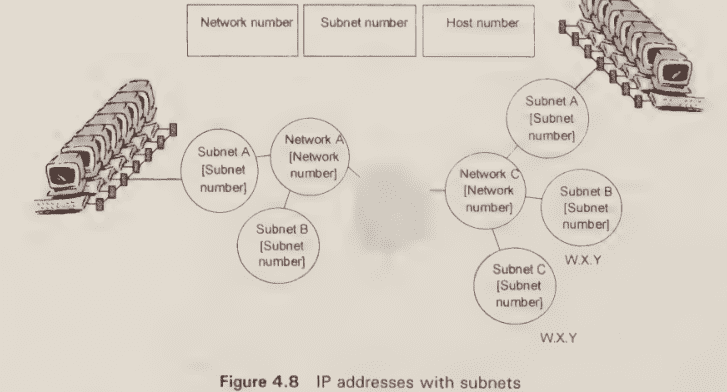 Network number Subnet number Host number
Subnet A
[Subnet
number]
Network A
[Network
number]
Subnet B
[Subnet
number]
Subnet A
[Subnet
number]
Network C
[Network
number]
Subnet B
[Subnet
number]
W.X.Y
Subnet C
[Subnet
number]
W.X.Y
Figure 4.8 IP addresses with subnets